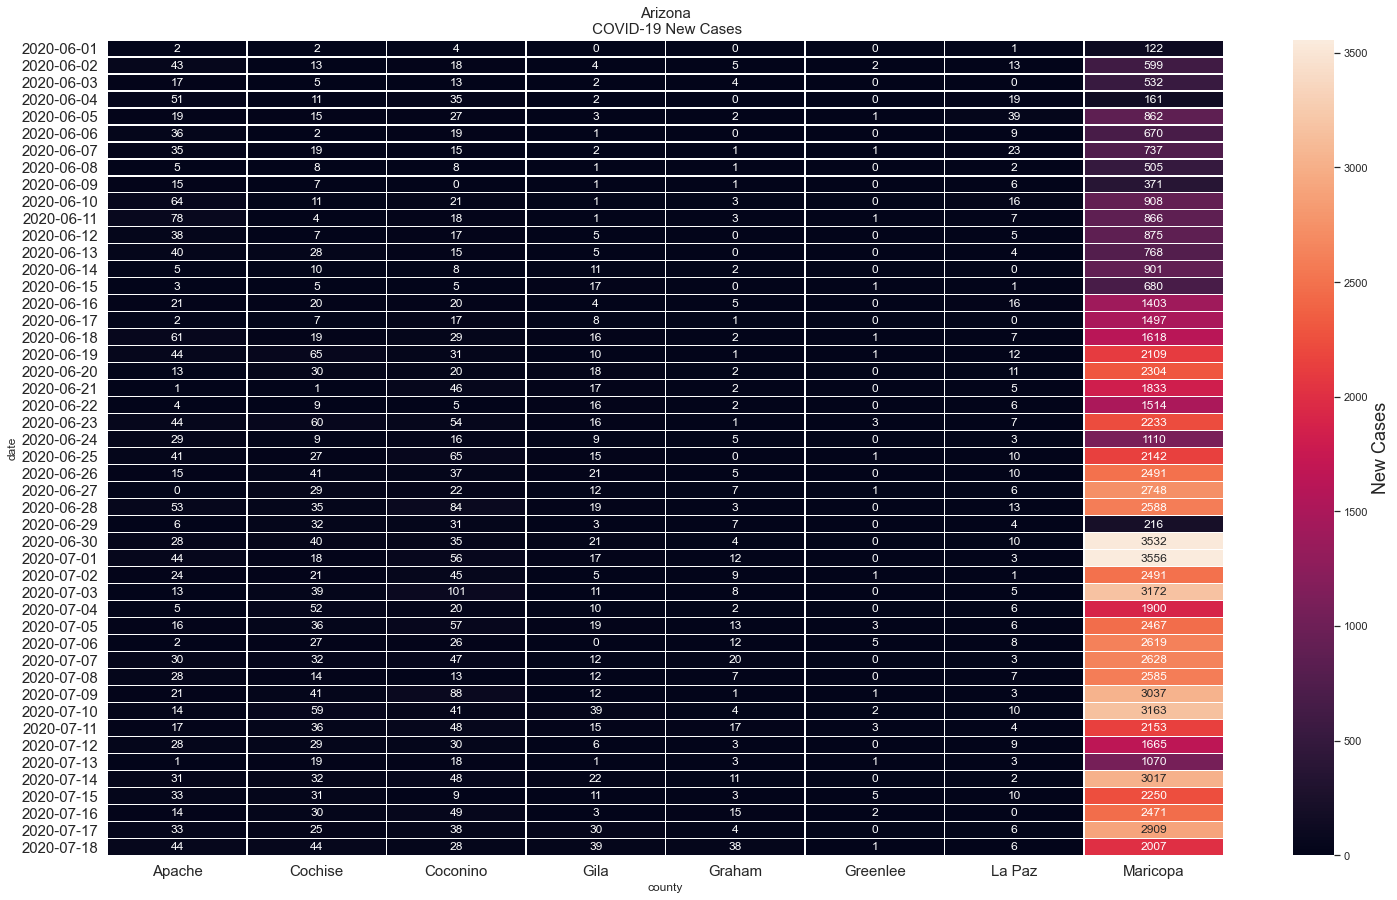 Arizona
COVID-19 New Cases
2020-06-01 2 2 4 0 0 0 1 122
2020-06-02 43 13 18 4 5 2 13 599
2020-06-03 17 5 13 2 4 0 0 532
2020-06-04 51 11 35 2 0 0 19 161
2020-06-05 19 15 27 3 2 1 39 862
2020-06-06 36 2 19 1 0 0 9 670
2020-06-07 35 19 15 2 1 1 23 737
2020-06-08 5 8 8 1 1 0 2 505
2020-06-09 15 7 0 1 1 0 6 371
2020-06-10 64 11 21 1 3 0 16 908
2020-06-11 78 4 18 1 3 1 7 866
2020-06-12 38 7 17 5 0 0 5 875
2020-06-13 40 28 15 5 0 0 4 768
2020-06-14 5 10 8 11 2 0 0 901
2020-06-15 3 5 5 17 0 1 1 680
2020-06-16 21 20 20 4 5 0 16 1403
2020-06-17 2 7 17 8 1 0 0 1497
2020-06-18 61 19 29 16 2 1 7 1618
2020-06-19 44 65 31 10 1 1 12 2109
2020-06-20 13 30 20 18 2 0 11 2304
2020-06-21 1 1 46 17 2 0 5 1833
2020-06-22 4 9 5 16 2 0 6 1514
2020-06-23 44 60 54 16 1 3 7 2233
2020-06-24 29 9 16 9 5 0 3 1110
2020-06-25 41 27 65 15 0 1 10 2142
2020-06-26 15 41 37 21 5 0 10 2491
2020-06-27 0 29 22 12 7 1 6 2748
2020-06-28 53 35 84 19 3 0 13 2588
2020-06-29 6 32 31 3 7 0 4 216
2020-06-30 28 40 35 21 4 0 10 3532
2020-07-01 44 18 56 17 12 0 3 3556
2020-07-02 24 21 45 5 9 1 1 2491
2020-07-03 13 39 101 11 8 0 5 3172
2020-07-04 5 52 20 10 2 0 6 1900
2020-07-05 16 36 57 19 13 3 6 2467
2020-07-06 2 27 26 0 12 5 8 2619
2020-07-07 30 32 47 12 20 0 3 2628
2020-07-08 28 14 13 12 7 0 7 2585
2020-07-09 21 41 88 12 1 1 3 3037
2020-07-10 14 59 41 39 4 2 10 3163
2020-07-11 17 36 48 15 17 3 4 2153
2020-07-12 28 29 30 6 3 0 9 1665
2020-07-13 1 19 18 1 3 1 3 1070
2020-07-14 31 32 48 22 11 0 2 3017
2020-07-15 33 31 9 11 3 5 10 2250
2020-07-16 14 30 49 3 15 2 0 2471
2020-07-17 33 25 38 30 4 0 6 2909
2020-07-18 44 44 28 39 38 1 6 2007
Apache Cochise Coconino Gila Graham Greenlee La Paz Maricopa
county
date
3500
3000
2500
2000
1500
1000
500
0
New Cases